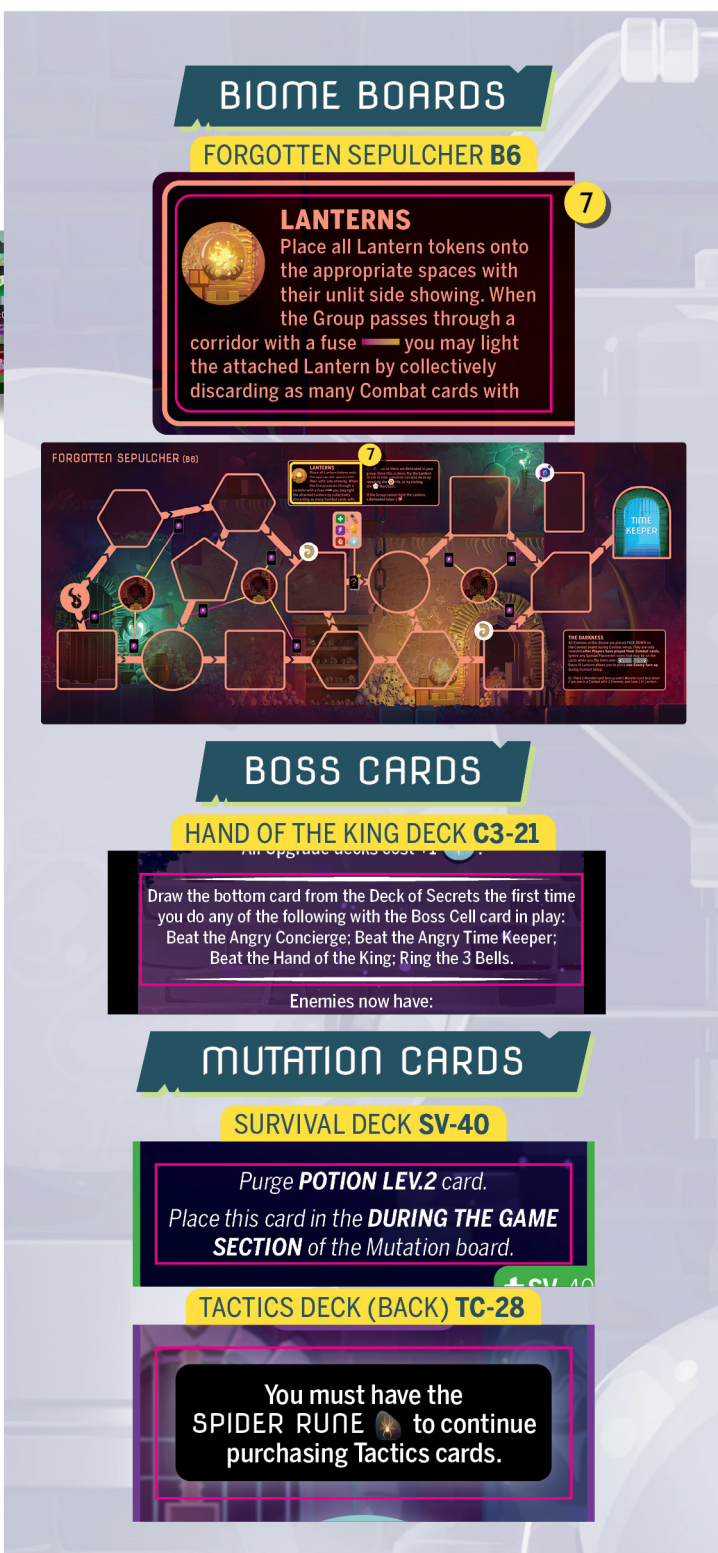 BIOME BOARDS
FORGOTTEN SEPULCHER B6
7
LANTERNS
Place all Lantern tokens onto
the appropriate spaces with
their unlit side showing. When
the Group passes through a
corridor with a fuse you may light
the attached Lantern by collectively
discarding as many Combat cards with
FORGOTTEN SEPULCHER (B6)
7
LANTERNS
TIME
KEEPER
?
THE DARKNESS
BOSS CARDS
HAND OF THE KING DECK C3-21
All Upgrade decks cost +1
Draw the bottom card from the Deck of Secrets the first time
you do any of the following with the Boss Cell card in play:
Beat the Angry Concierge; Beat the Angry Time Keeper;
Beat the Hand of the King; Ring the 3 Bells.
Enemies now have:
MUTATION CARDS
SURVIVAL DECK SV-40
Purge POTION LEV.2 card.
Place this card in the DURING THE GAME
SECTION of the Mutation board.
SV-40
TACTICS DECK (BACK) TC-28
You must have the
SPIDER RUNE to continue
purchasing Tactics cards.